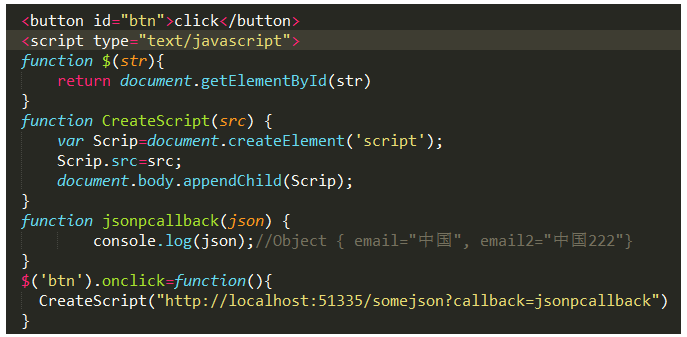 <button id="btn">click</button>
<script type="text/javascript">
function $(str){
    return document.getElementById(str)
}
function CreateScript(src) {
    var Scrip=document.createElement('script');
    Scrip.src=src;
    document.body.appendChild(Scrip);
}
function jsonpcallback(json) {
        console.log(json);//Object { email="中国", email2="中国222"}
}
$('btn').onclick=function(){
  CreateScript("http://localhost:51335/somejson?callback=jsonpcallback")
}